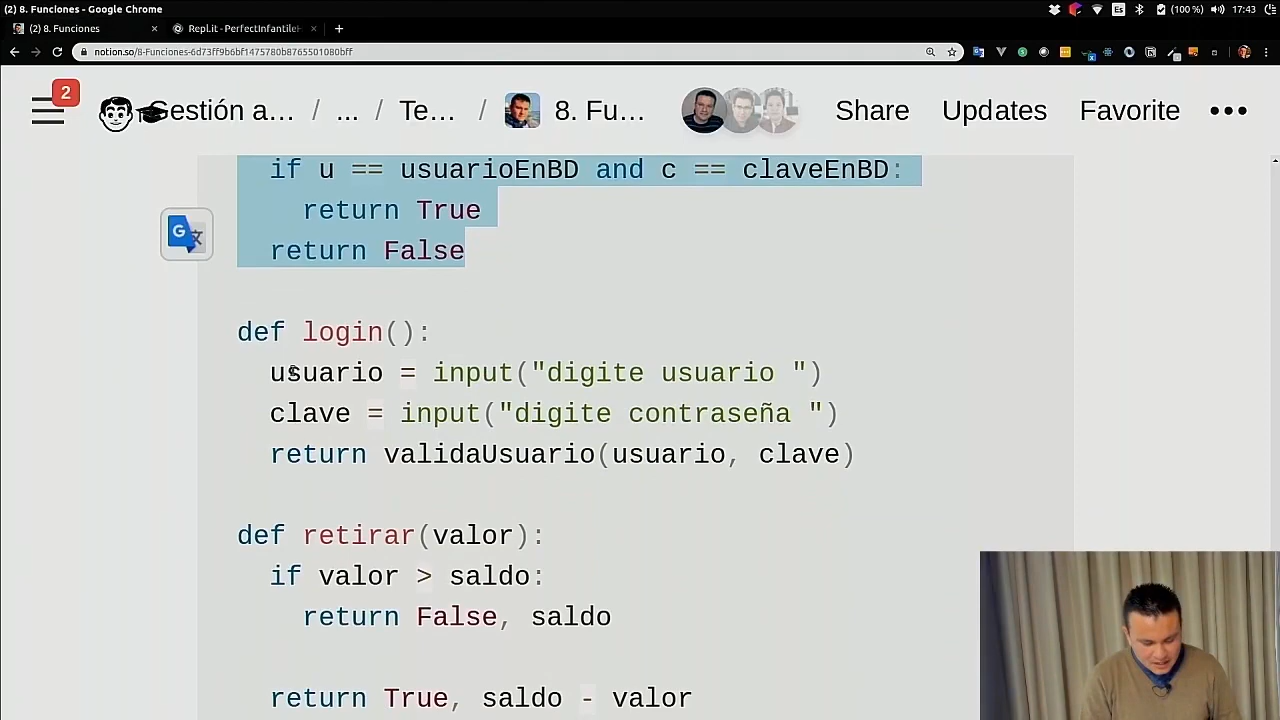 (2) 8. Funciones - Google Chrome
Es
(100 %)
17:43
(2) 8. Funciones
Repl.it - PerfectInfantile
notion.so/8-Funciones-6d73ff9b6bf1475780b8765501080bff
2
Gestión a... / ... / Te... / 8. Fu...
Share
Updates
Favorite
if u == usuarioEnBD and c == claveEnBD:
return True
return False
def login():
usuario = input("digite usuario ")
clave = input("digite contraseña ")
return validaUsuario(usuario, clave)
def retirar(valor):
if valor > saldo:
return False, saldo
return True, saldo - valor